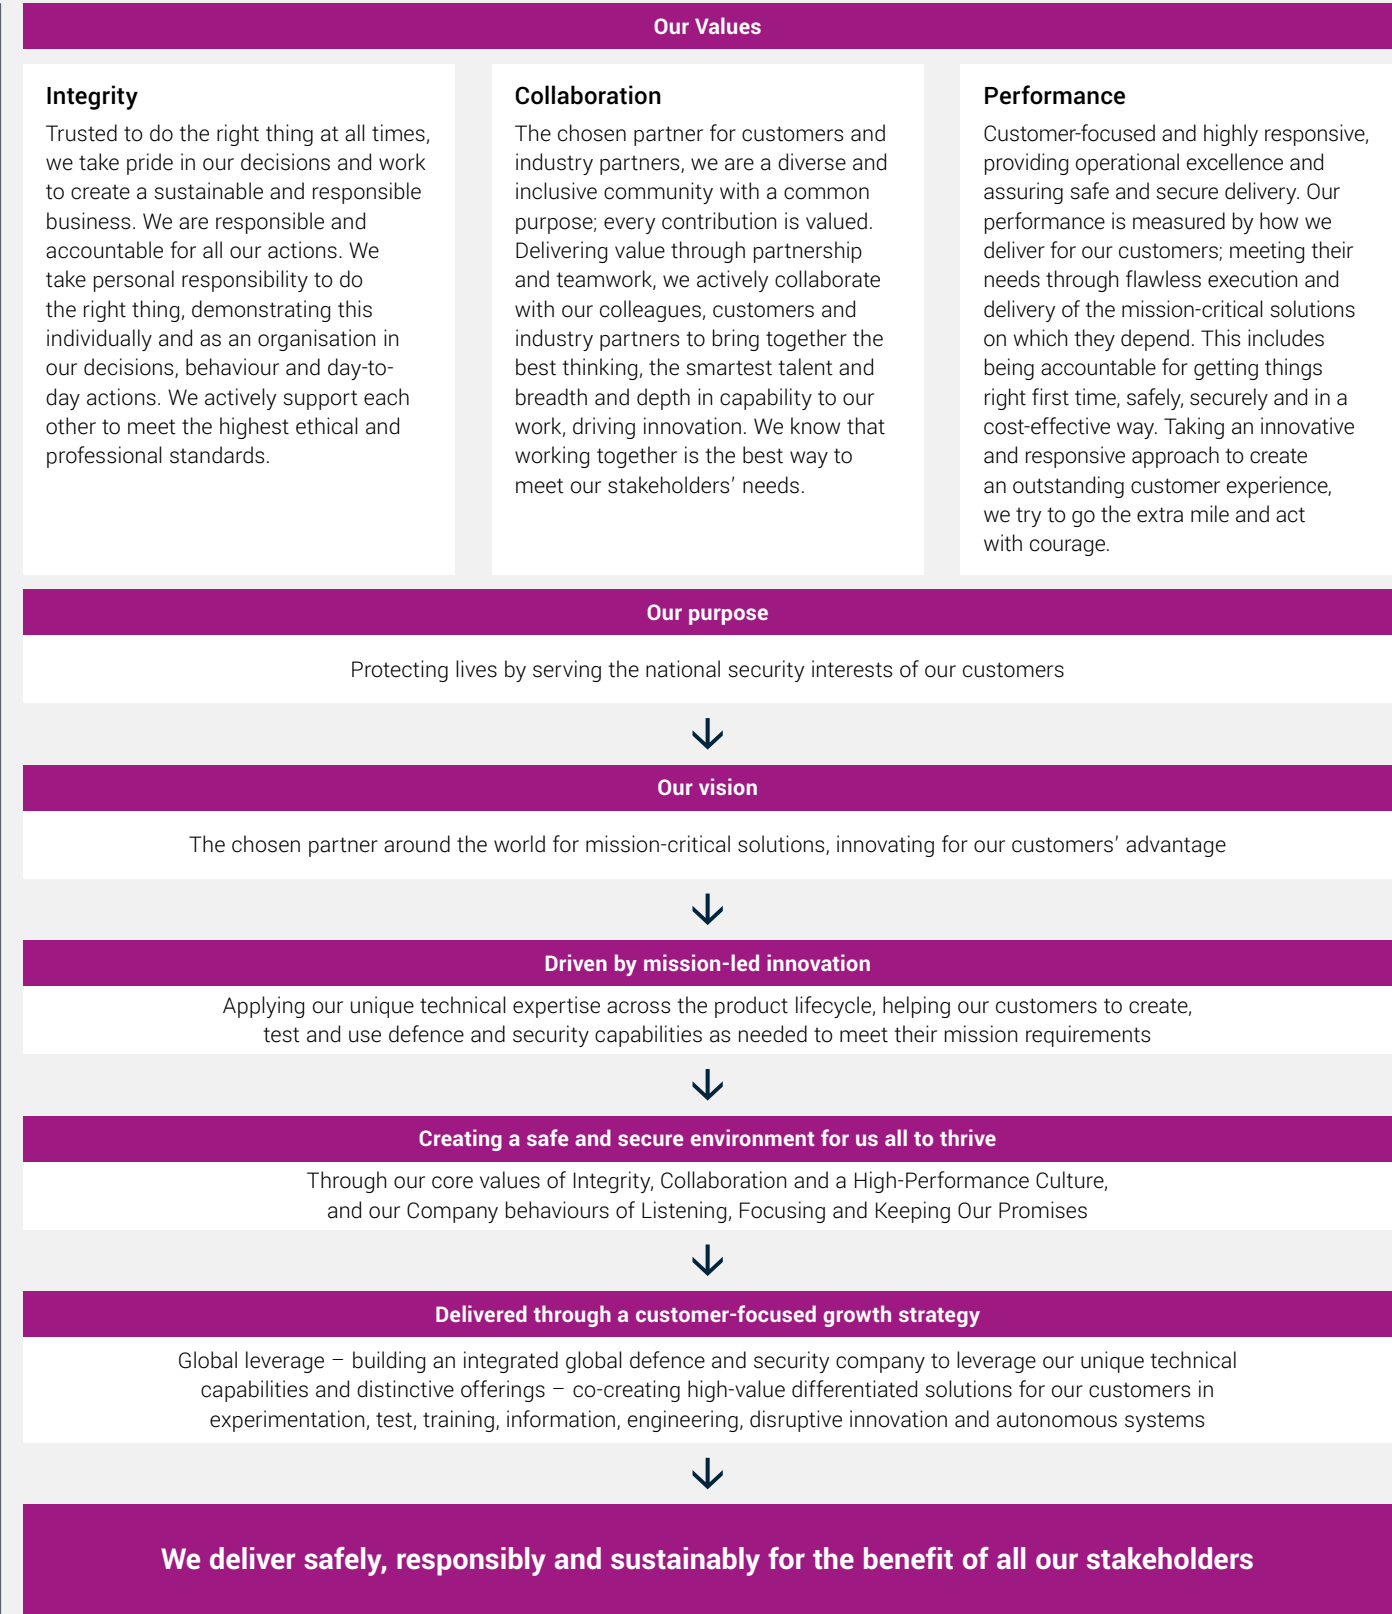 Our Values
Integrity
Trusted to do the right thing at all times,
we take pride in our decisions and work
to create a sustainable and responsible
business. We are responsible and
accountable for all our actions. We
take personal responsibility to do
the right thing, demonstrating this
individually and as an organisation in
our decisions, behaviour and day-to-
day actions. We actively support each
other to meet the highest ethical and
professional standards.
Collaboration
The chosen partner for customers and
industry partners, we are a diverse and
inclusive community with a common
purpose; every contribution is valued.
Delivering value through partnership
and teamwork, we actively collaborate
with our colleagues, customers and
industry partners to bring together the
best thinking, the smartest talent and
breadth and depth in capability to our
work, driving innovation. We know that
working together is the best way to
meet our stakeholders’ needs.
Performance
Customer-focused and highly responsive,
providing operational excellence and
assuring safe and secure delivery. Our
performance is measured by how we
deliver for our customers; meeting their
needs through flawless execution and
delivery of the mission-critical solutions
on which they depend. This includes
being accountable for getting things
right first time, safely, securely and in a
cost-effective way. Taking an innovative
and responsive approach to create
an outstanding customer experience,
we try to go the extra mile and act
with courage.
Our purpose
Protecting lives by serving the national security interests of our customers
Our vision
The chosen partner around the world for mission-critical solutions, innovating for our customers’ advantage
Driven by mission-led innovation
Applying our unique technical expertise across the product lifecycle, helping our customers to create,
test and use defence and security capabilities as needed to meet their mission requirements
Creating a safe and secure environment for us all to thrive
Through our core values of Integrity, Collaboration and a High-Performance Culture,
and our Company behaviours of Listening, Focusing and Keeping Our Promises
Delivered through a customer-focused growth strategy
Global leverage – building an integrated global defence and security company to leverage our unique technical
capabilities and distinctive offerings – co-creating high-value differentiated solutions for our customers in
experimentation, test, training, information, engineering, disruptive innovation and autonomous systems
We deliver safely, responsibly and sustainably for the benefit of all our stakeholders